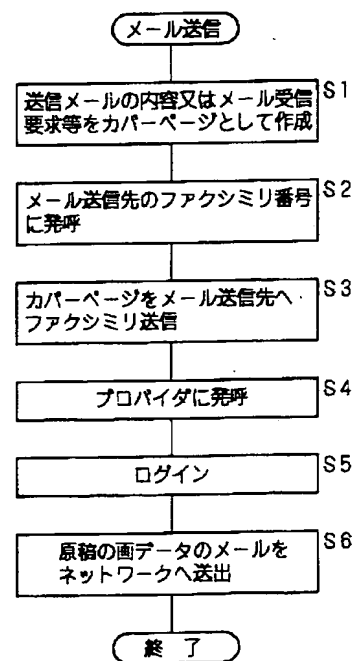 メール送信
S1
送信メールの内容又はメール受信
要求等をカバーページとして作成
S2
メール送信先のファクシミリ番号
に発呼
S3
カバーページをメール送信先へ
ファクシミリ送信
S4
プロバイダに発呼
S5
ログイン
S6
原稿の画データのメールを
ネットワークへ送出
終了